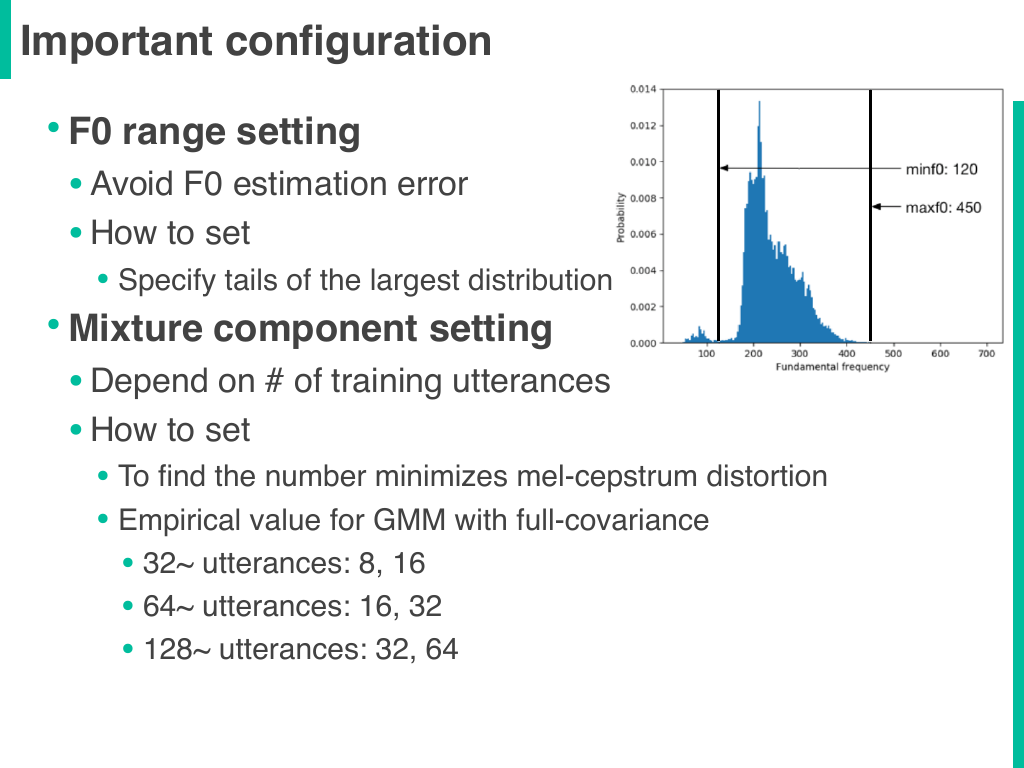 Important configuration
• F0 range setting
• Avoid F0 estimation error
• How to set
• Specify tails of the largest distribution
• Mixture component setting
• Depend on # of training utterances
• How to set
• To find the number minimizes mel-cepstrum distortion
• Empirical value for GMM with full-covariance
• 32~ utterances: 8, 16
• 64~ utterances: 16, 32
• 128~ utterances: 32, 64
0.014
0.012
0.010
0.008
0.006
0.004
0.002
0.000
Probability
minf0: 120
maxf0: 450
100 200 300 400 500 600 700
Fundamental frequency